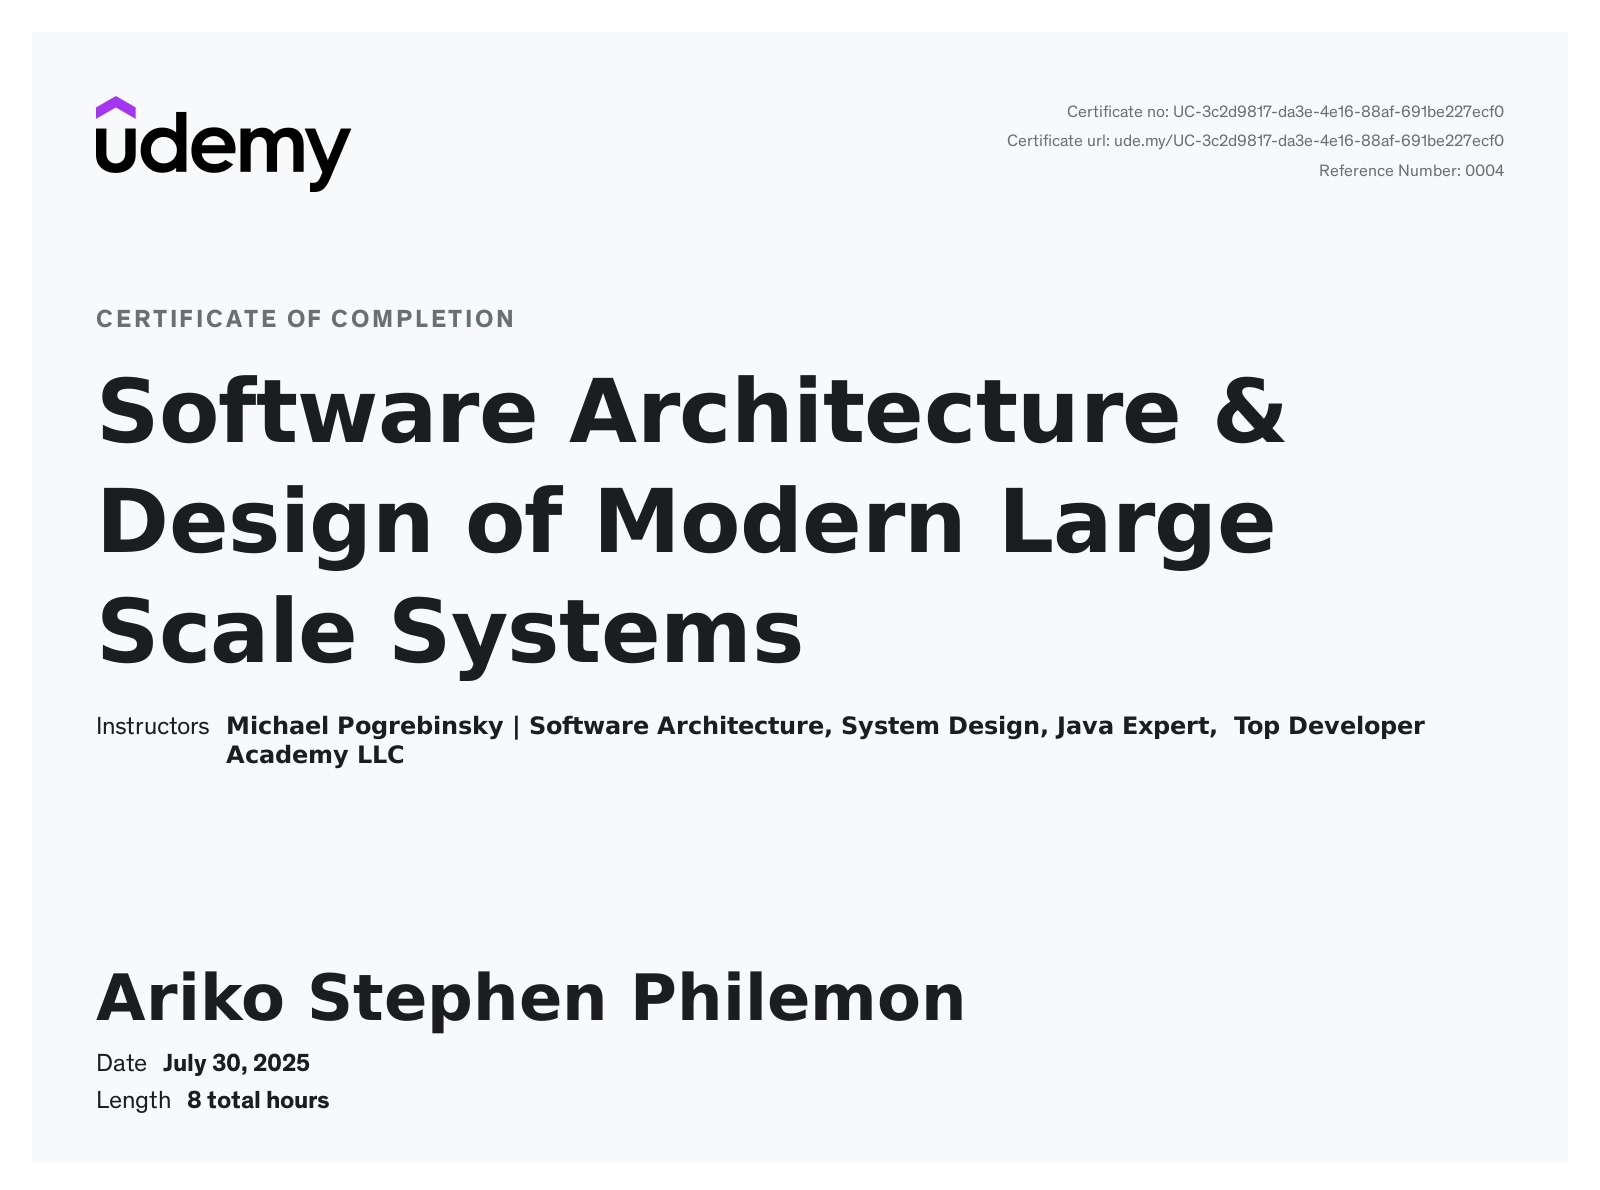 udemy
Certificate no: UC-3c2d9817-da3e-4e16-88af-691be227ecf0
Certificate url: ude.my/UC-3c2d9817-da3e-4e16-88af-691be227ecf0
Reference Number: 0004
CERTIFICATE OF COMPLETION
Software Architecture &
Design of Modern Large
Scale Systems
Instructors Michael Pogrebinsky | Software Architecture, System Design, Java Expert, Top Developer
Academy LLC
Ariko Stephen Philemon
Date July 30, 2025
Length 8 total hours